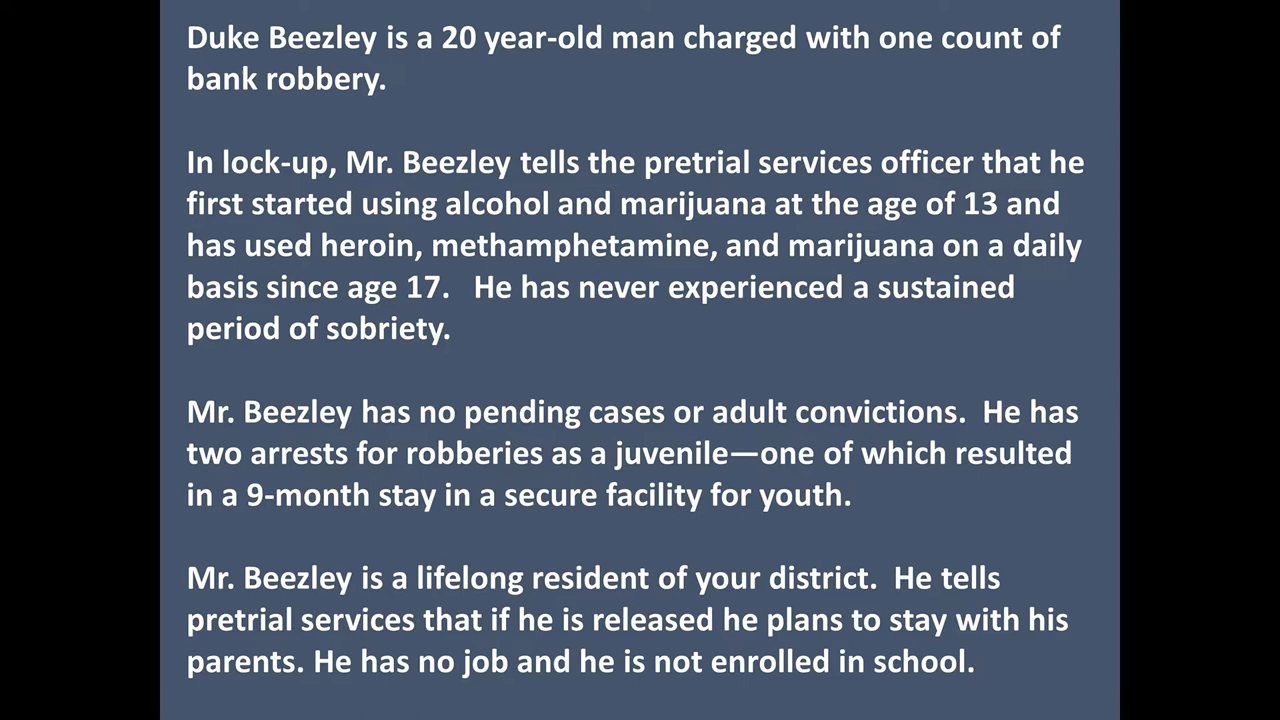 Duke Beezley is a 20 year-old man charged with one count of
bank robbery.
In lock-up, Mr. Beezley tells the pretrial services officer that he
first started using alcohol and marijuana at the age of 13 and
has used heroin, methamphetamine, and marijuana on a daily
basis since age 17.   He has never experienced a sustained
period of sobriety.
Mr. Beezley has no pending cases or adult convictions.  He has
two arrests for robberies as a juvenile—one of which resulted
in a 9-month stay in a secure facility for youth.
Mr. Beezley is a lifelong resident of your district.  He tells
pretrial services that if he is released he plans to stay with his
parents. He has no job and he is not enrolled in school.